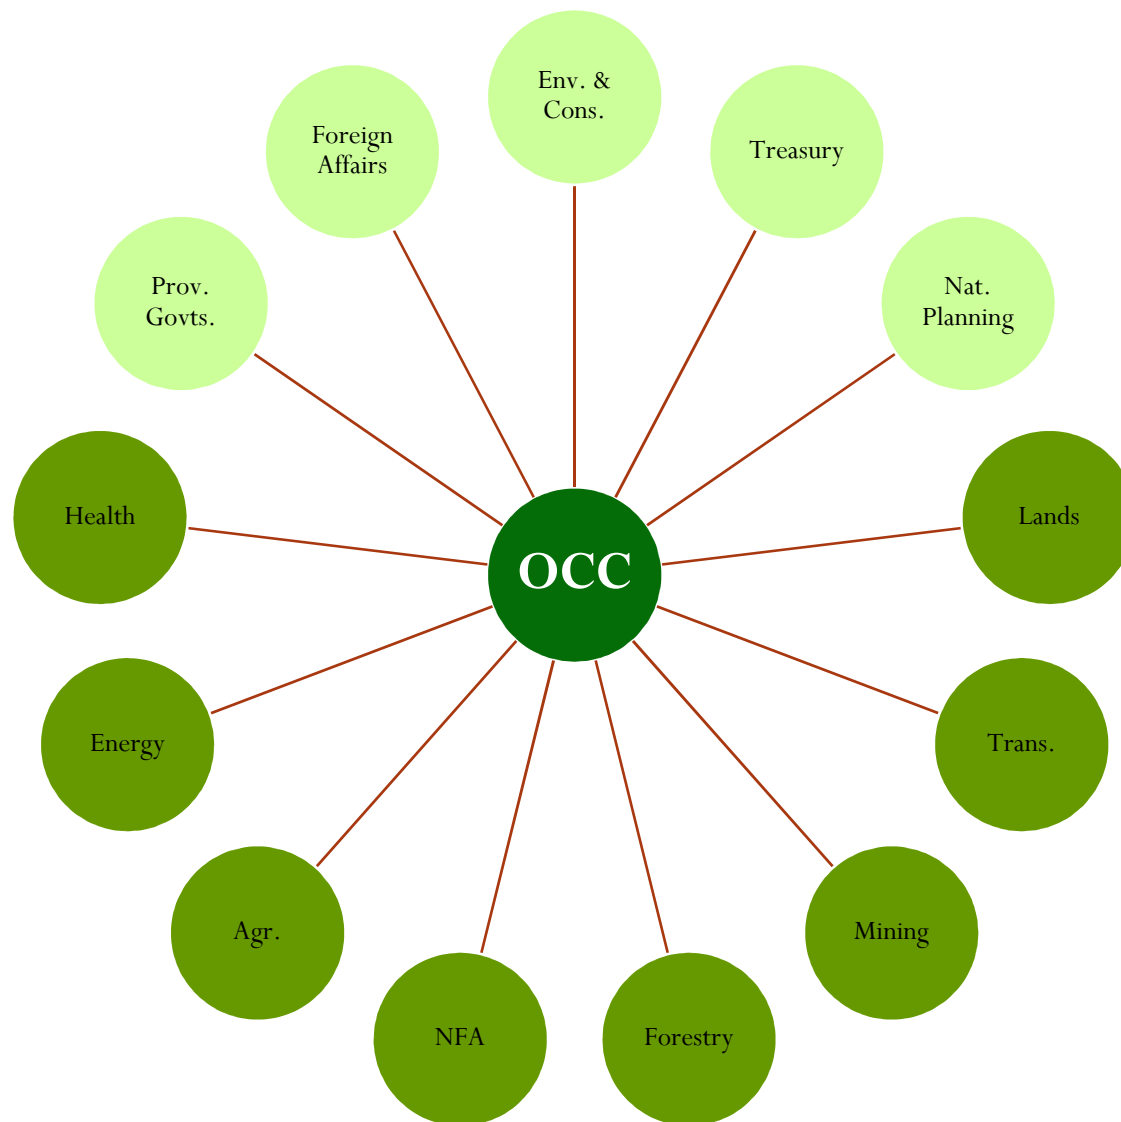 Env. &
Cons.
Foreign
Affairs
Treasury
Prov.
Govts.
Nat.
Planning
Health
Lands
OCC
Energy
Trans.
Agr.
Mining
NFA
Forestry